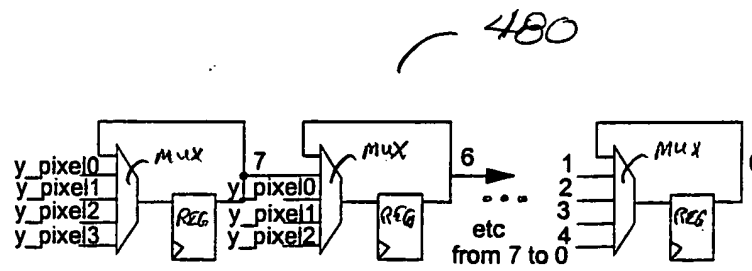 480
MUX
MUX
MUX
y_pixel0
y_pixel1
y_pixel2
y_pixel3
REG
7
y_pixel0
y_pixel1
y_pixel2
REG
6
etc
from 7 to 0
1
2
3
4
REG